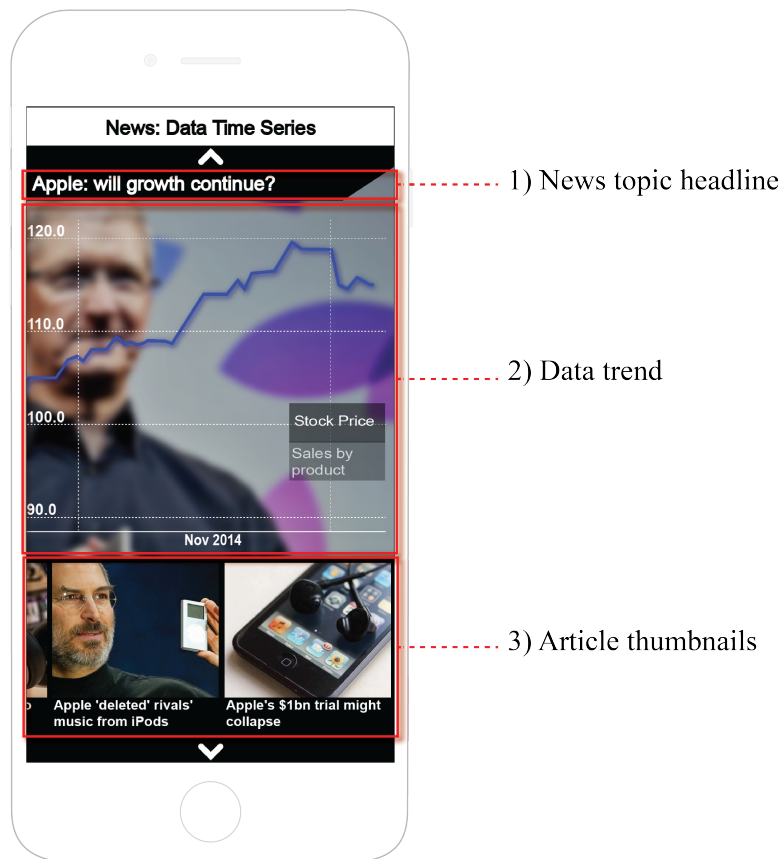 News: Data Time Series
Apple: will growth continue?
1) News topic headline
120.0
110.0
2) Data trend
100.0
Stock Price
Sales by
product
90.0
Nov 2014
3) Article thumbnails
Apple 'deleted' rivals'
music from iPods
Apple's $1bn trial might
collapse